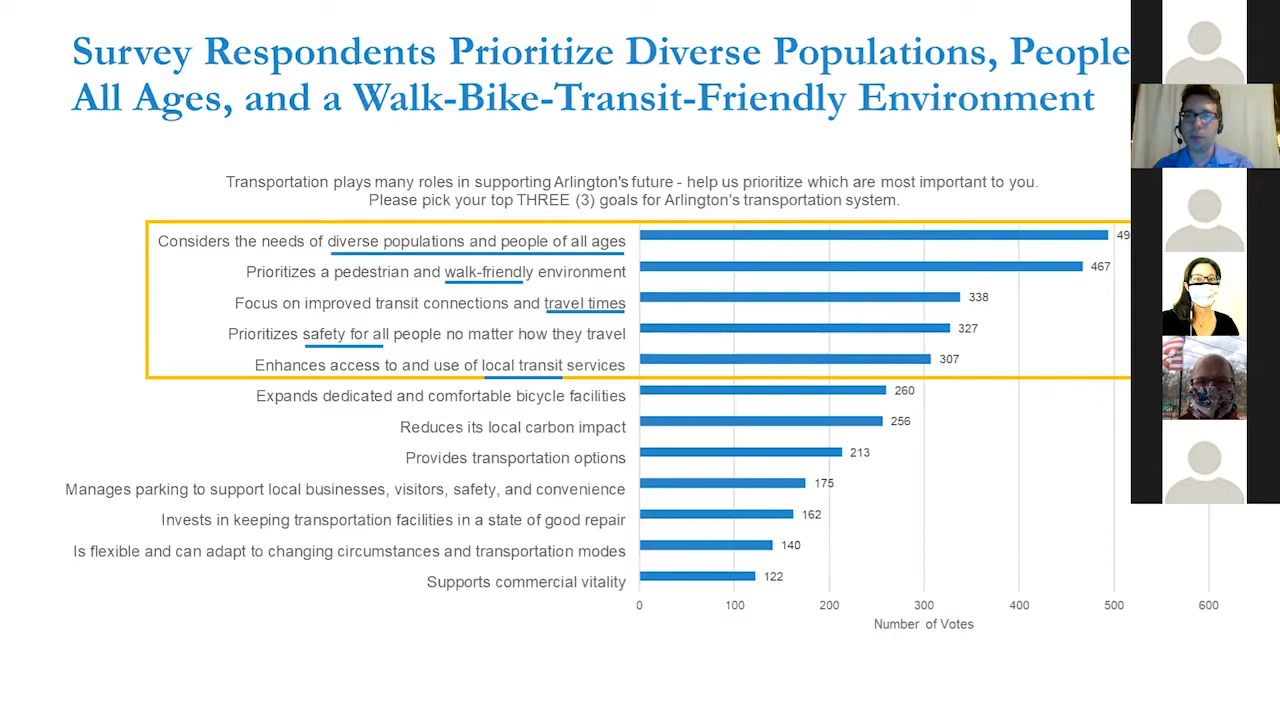 Survey Respondents Prioritize Diverse Populations, People
All Ages, and a Walk-Bike-Transit-Friendly Environment
Transportation plays many roles in supporting Arlington's future - help us prioritize which are most important to you.
Please pick your top THREE (3) goals for Arlington's transportation system.
Considers the needs of diverse populations and people of all ages 49
Prioritizes a pedestrian and walk-friendly environment 467
Focus on improved transit connections and travel times 338
Prioritizes safety for all people no matter how they travel 327
Enhances access to and use of local transit services 307
Expands dedicated and comfortable bicycle facilities 260
Reduces its local carbon impact 256
Provides transportation options 213
Manages parking to support local businesses, visitors, safety, and convenience 175
Invests in keeping transportation facilities in a state of good repair 162
Is flexible and can adapt to changing circumstances and transportation modes 140
Supports commercial vitality 122
0 100 200 300 400 500 600
Number of Votes